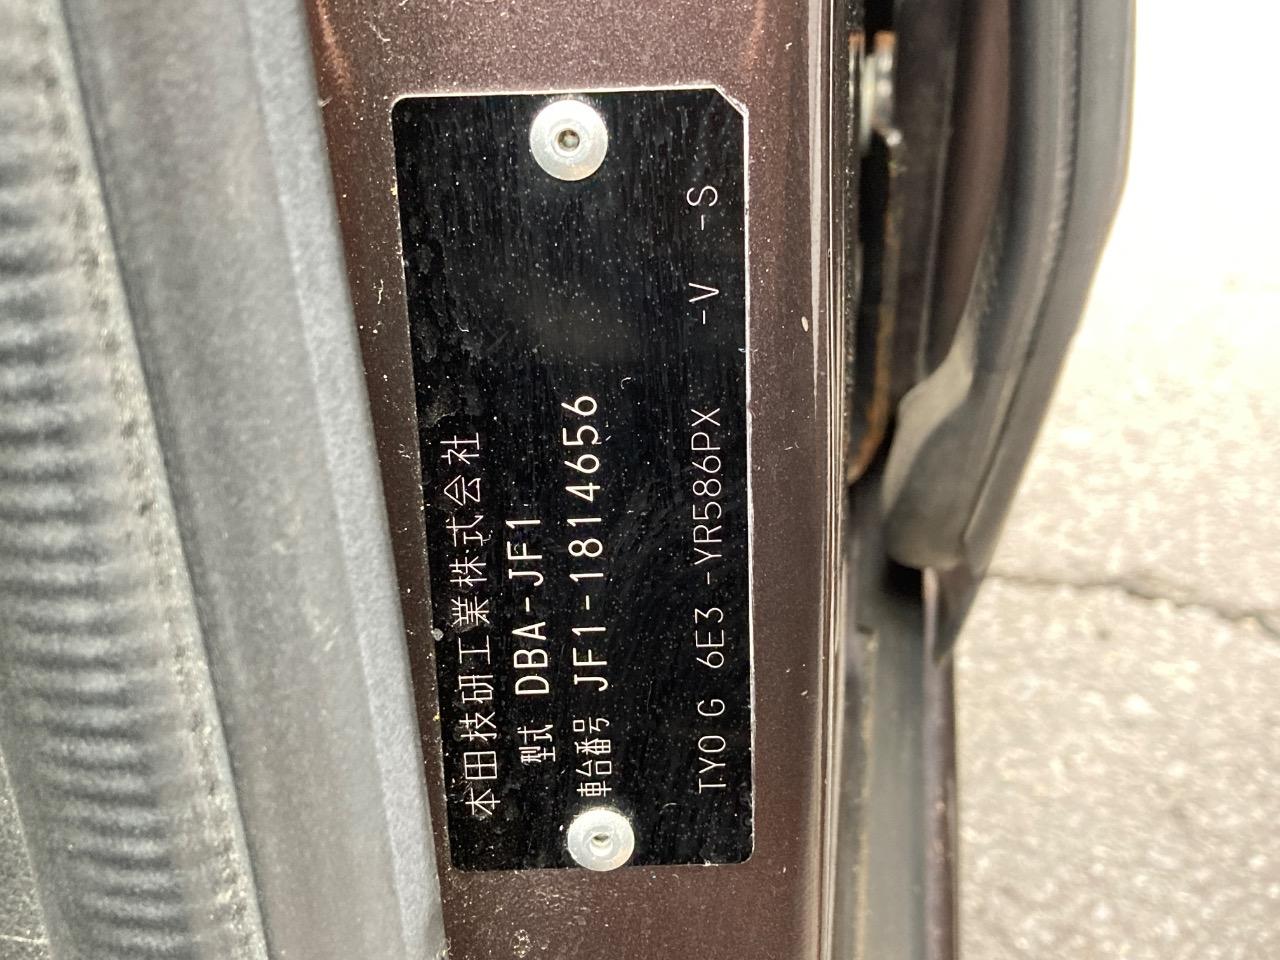 本田技研工業株式会社
型式 DBA-JF1
車台番号 JF1-1814656
TY0 G 6E3 -YR586PX -V -S